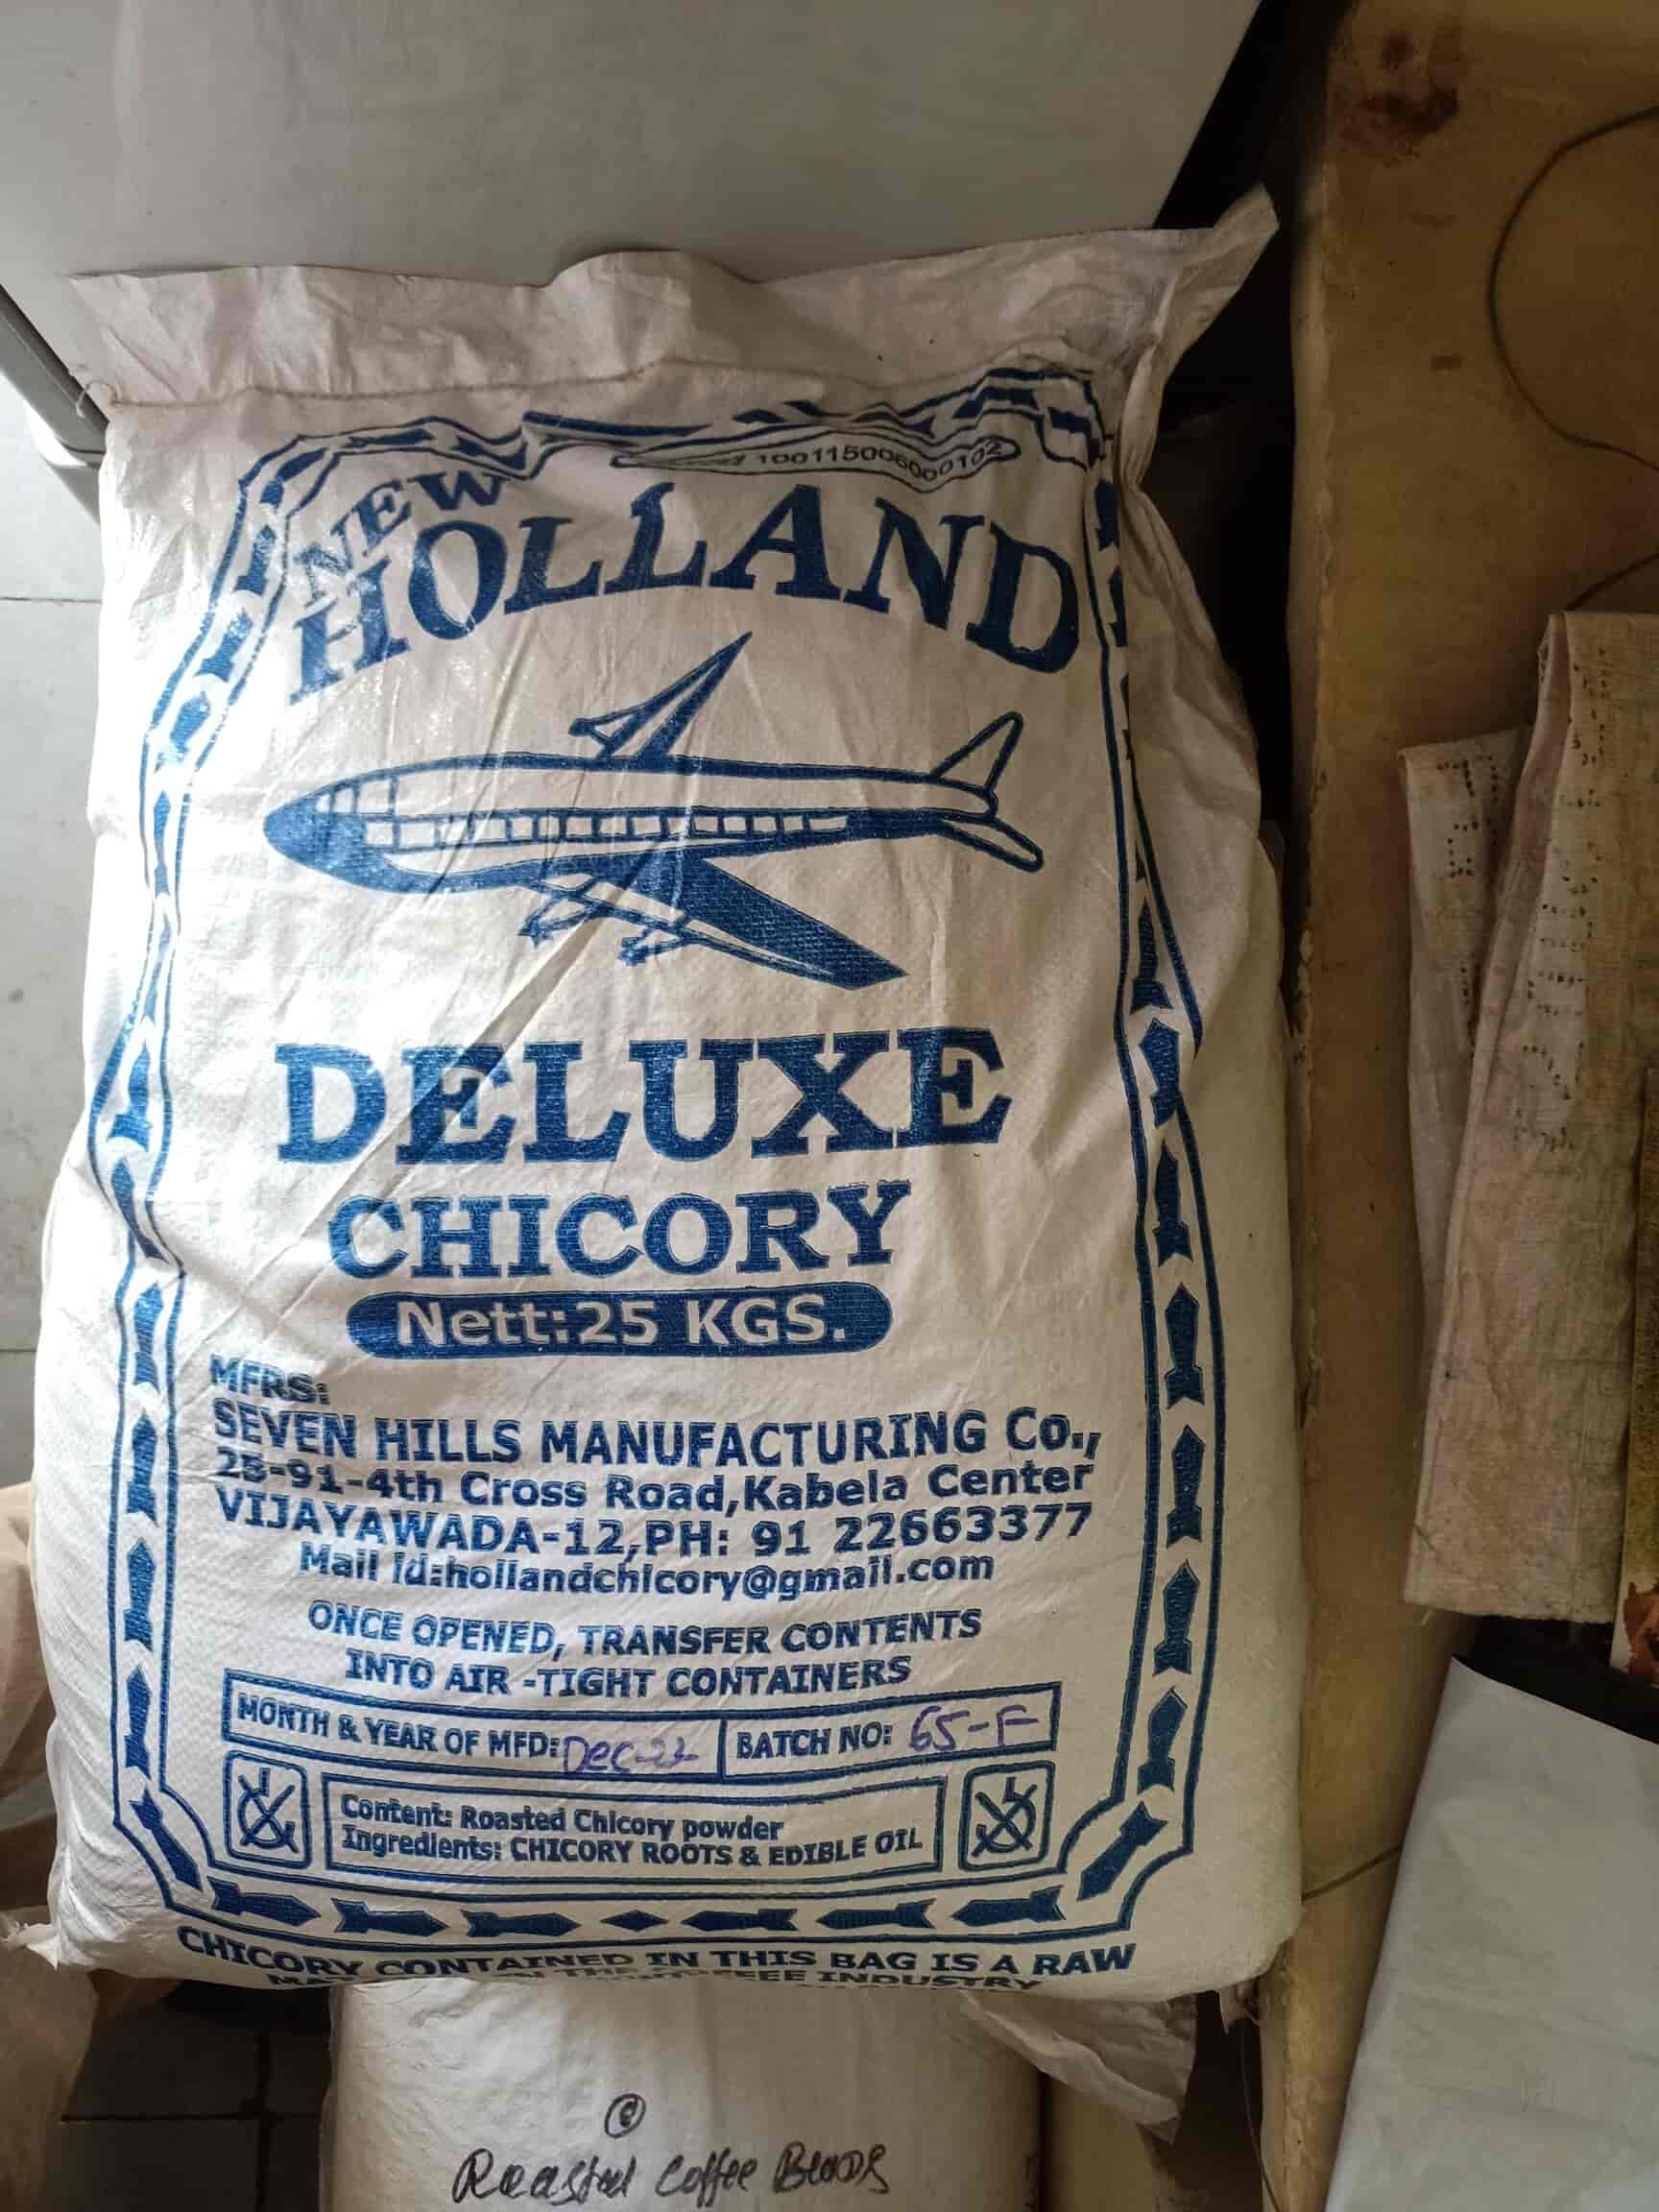 10011500600102
NEW
HOLLAND
DELUXE
CHICORY
Nett:25 KGS.
MFRS:
SEVEN HILLS MANUFACTURING Co.,
25-91-4th Cross Road,Kabela Center
VIJAYAWADA-12,PH: 91 22663377
Mail id:hollandchicory@gmail.com
ONCE OPENED, TRANSFER CONTENTS
INTO AIR -TIGHT CONTAINERS
MONTH & YEAR OF MFD: Dec-22 BATCH NO: 65-F
Content: Roasted Chicory powder
Ingredients: CHICORY ROOTS & EDIBLE OIL
CHICORY CONTAINED IN THIS BAG IS A RAW
INDUSTRY
Roasted Coffee Beans